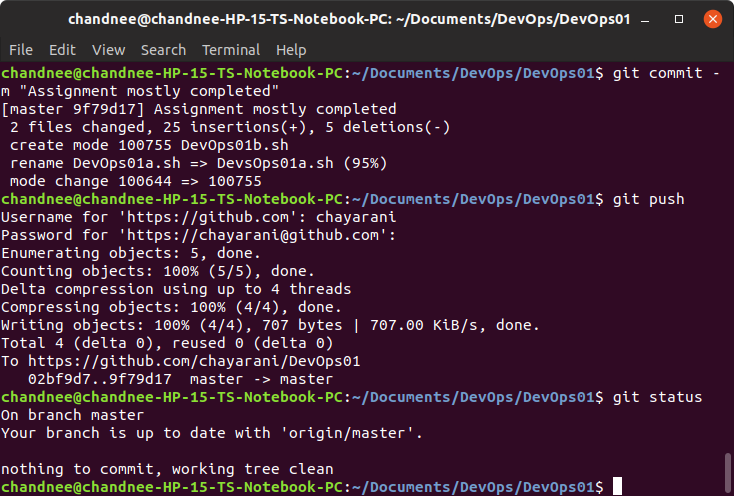 chandnee@chandnee-HP-15-TS-Notebook-PC: ~/Documents/DevOps/DevOps01
File Edit View Search Terminal Help
chandnee@chandnee-HP-15-TS-Notebook-PC:~/Documents/DevOps/DevOps01$ git commit -
m "Assignment mostly completed"
[master 9f79d17] Assignment mostly completed
 2 files changed, 25 insertions(+), 5 deletions(-)
 create mode 100755 DevOps01b.sh
 rename DevOps01a.sh => DevsOps01a.sh (95%)
 mode change 100644 => 100755
chandnee@chandnee-HP-15-TS-Notebook-PC:~/Documents/DevOps/DevOps01$ git push
Username for 'https://github.com': chayarani
Password for 'https://chayarani@github.com':
Enumerating objects: 5, done.
Counting objects: 100% (5/5), done.
Delta compression using up to 4 threads
Compressing objects: 100% (4/4), done.
Writing objects: 100% (4/4), 707 bytes | 707.00 KiB/s, done.
Total 4 (delta 0), reused 0 (delta 0)
To https://github.com/chayarani/DevOps01
   02bf9d7..9f79d17  master -> master
chandnee@chandnee-HP-15-TS-Notebook-PC:~/Documents/DevOps/DevOps01$ git status
On branch master
Your branch is up to date with 'origin/master'.

nothing to commit, working tree clean
chandnee@chandnee-HP-15-TS-Notebook-PC:~/Documents/DevOps/DevOps01$